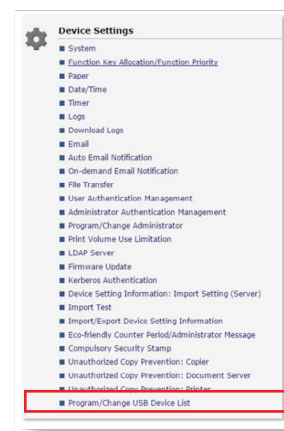 Device Settings
System
Function Key Allocation/Function Priority
Paper
Date/Time
Timer
Logs
Download Logs
Email
Auto Email Notification
On-demand Email Notification
File Transfer
User Authentication Management
Administrator Authentication Management
Program/Change Administrator
Print Volume Use Limitation
LDAP Server
Firmware Update
Kerberos Authentication
Device Setting Information: Import Setting (Server)
Import Test
Import/Export Device Setting Information
Eco-friendly Counter Period/Administrator Message
Compulsory Security Stamp
Unauthorized Copy Prevention: Copier
Unauthorized Copy Prevention: Document Server
Unauthorized Copy Prevention: Printer
Program/Change USB Device List